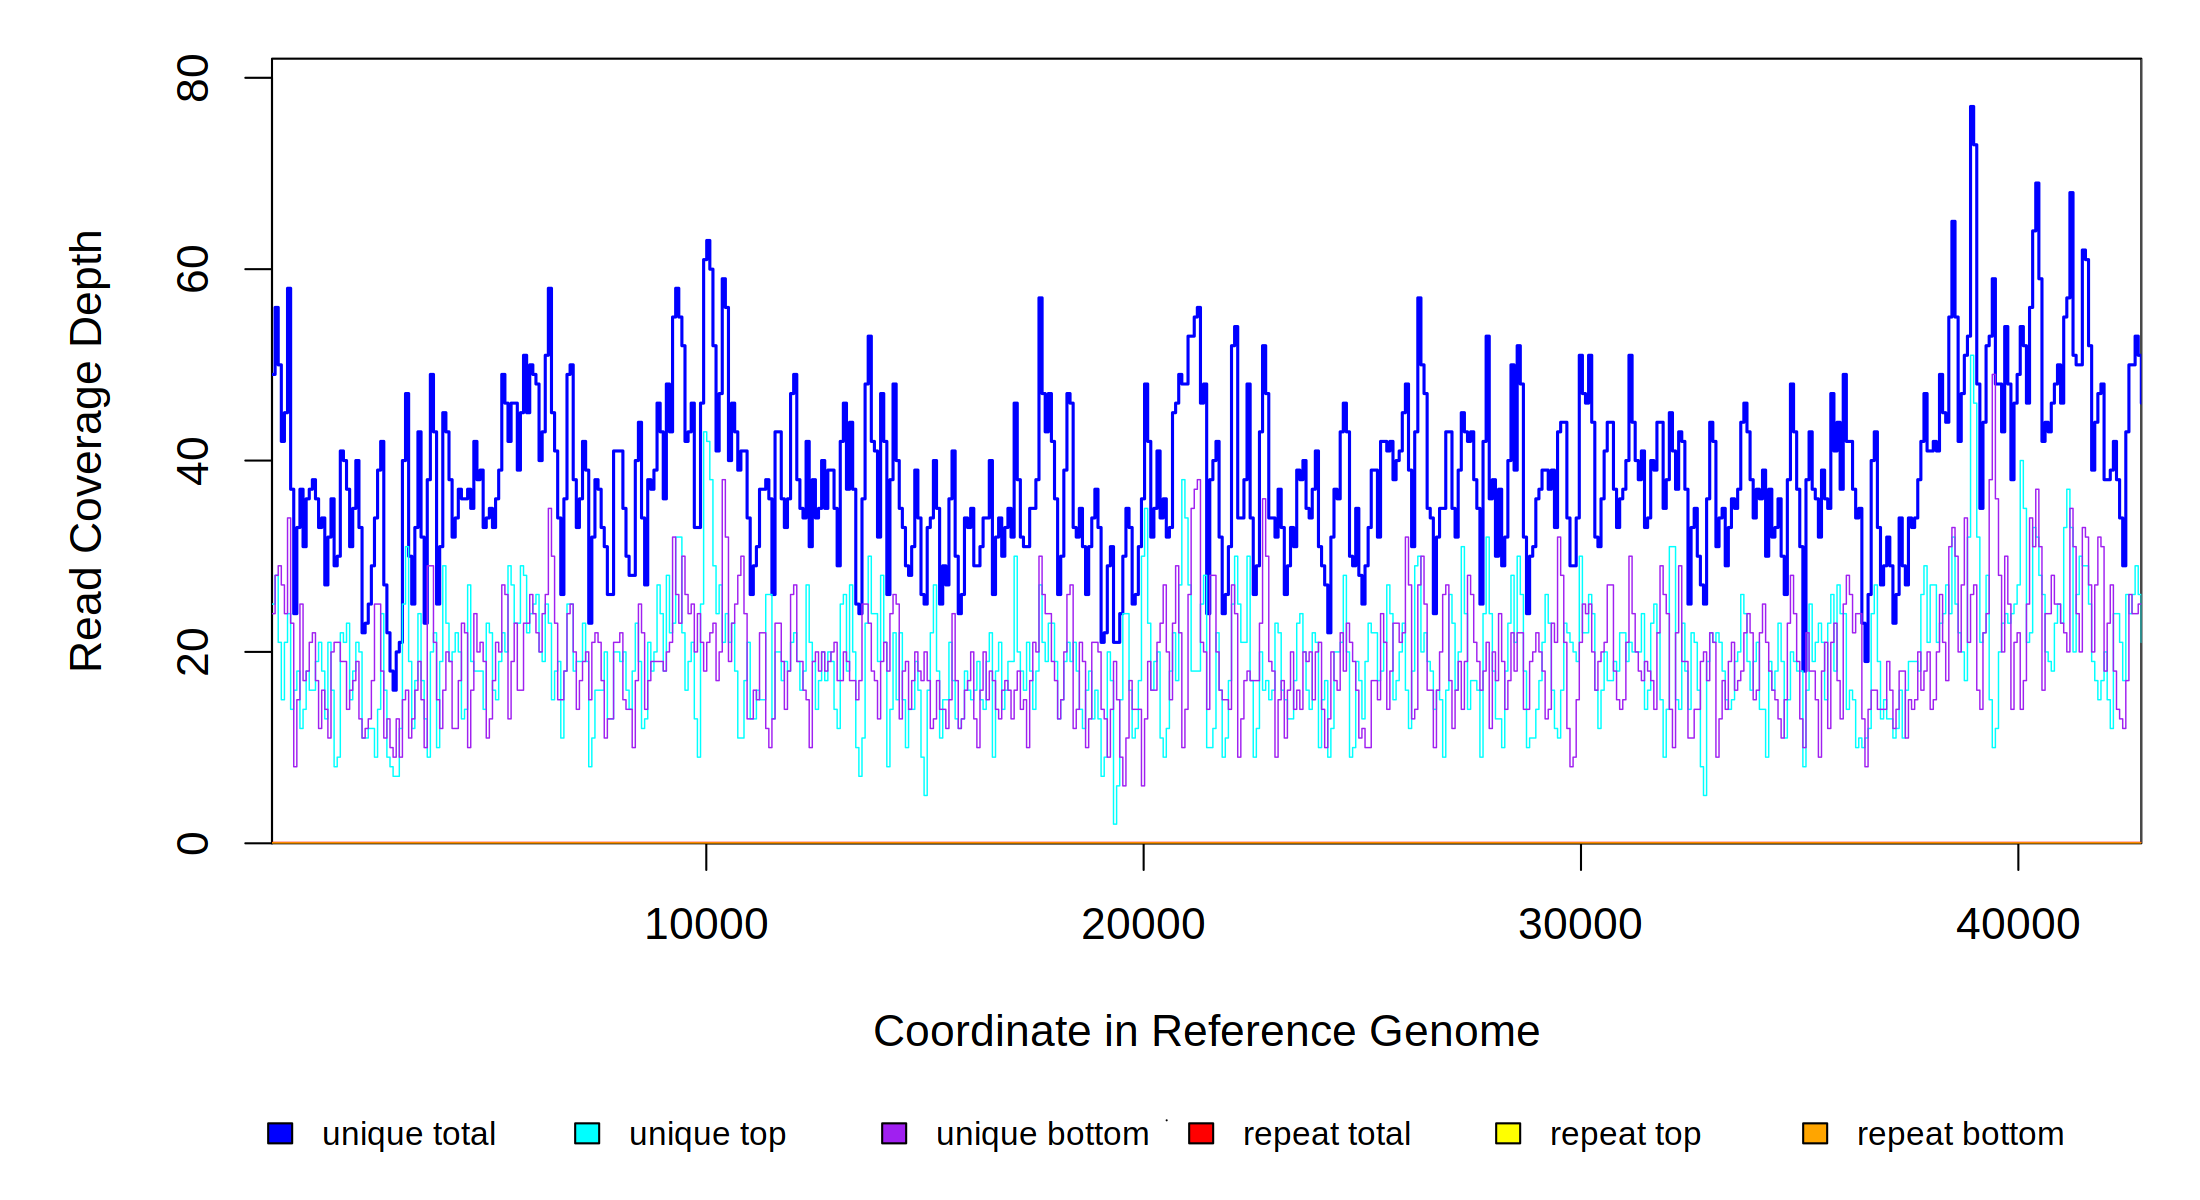 80
60
40
20
0
Read Coverage Depth
10000 20000 30000 40000
Coordinate in Reference Genome
unique total unique top unique bottom repeat total repeat top repeat bottom